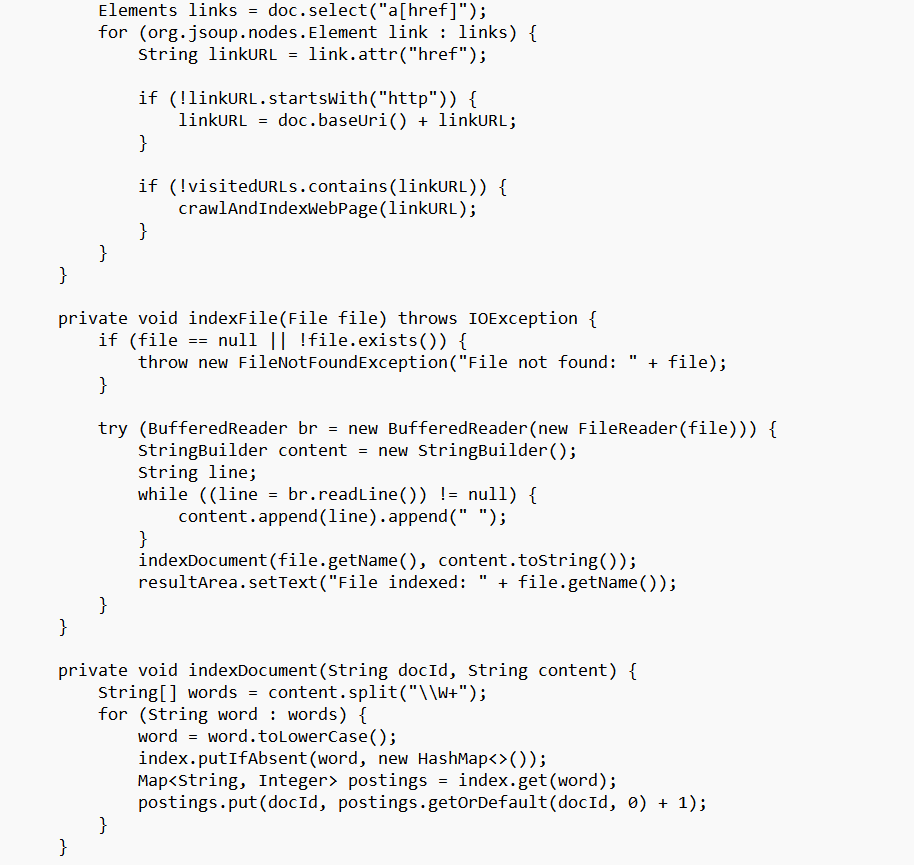 Elements links = doc.select("a[href]");
for (org.jsoup.nodes.Element link : links) {
String linkURL = link.attr("href");
if (!linkURL.startsWith("http")) {
linkURL = doc.baseUri() + linkURL;
}
if (!visitedURLs.contains(linkURL)) {
crawlAndIndexWebPage(linkURL);
}
}
}
private void indexFile(File file) throws IOException {
if (file == null || !file.exists()) {
throw new FileNotFoundException("File not found: " + file);
}
try (BufferedReader br = new BufferedReader(new FileReader(file))) {
StringBuilder content = new StringBuilder();
String line;
while ((line = br.readLine()) != null) {
content.append(line).append(" ");
}
indexDocument(file.getName(), content.toString());
resultArea.setText("File indexed: " + file.getName());
}
}
private void indexDocument(String docId, String content) {
String[] words = content.split("\\W+");
for (String word : words) {
word = word.toLowerCase();
index.putIfAbsent(word, new HashMap<>());
Map<String, Integer> postings = index.get(word);
postings.put(docId, postings.getOrDefault(docId, 0) + 1);
}
}